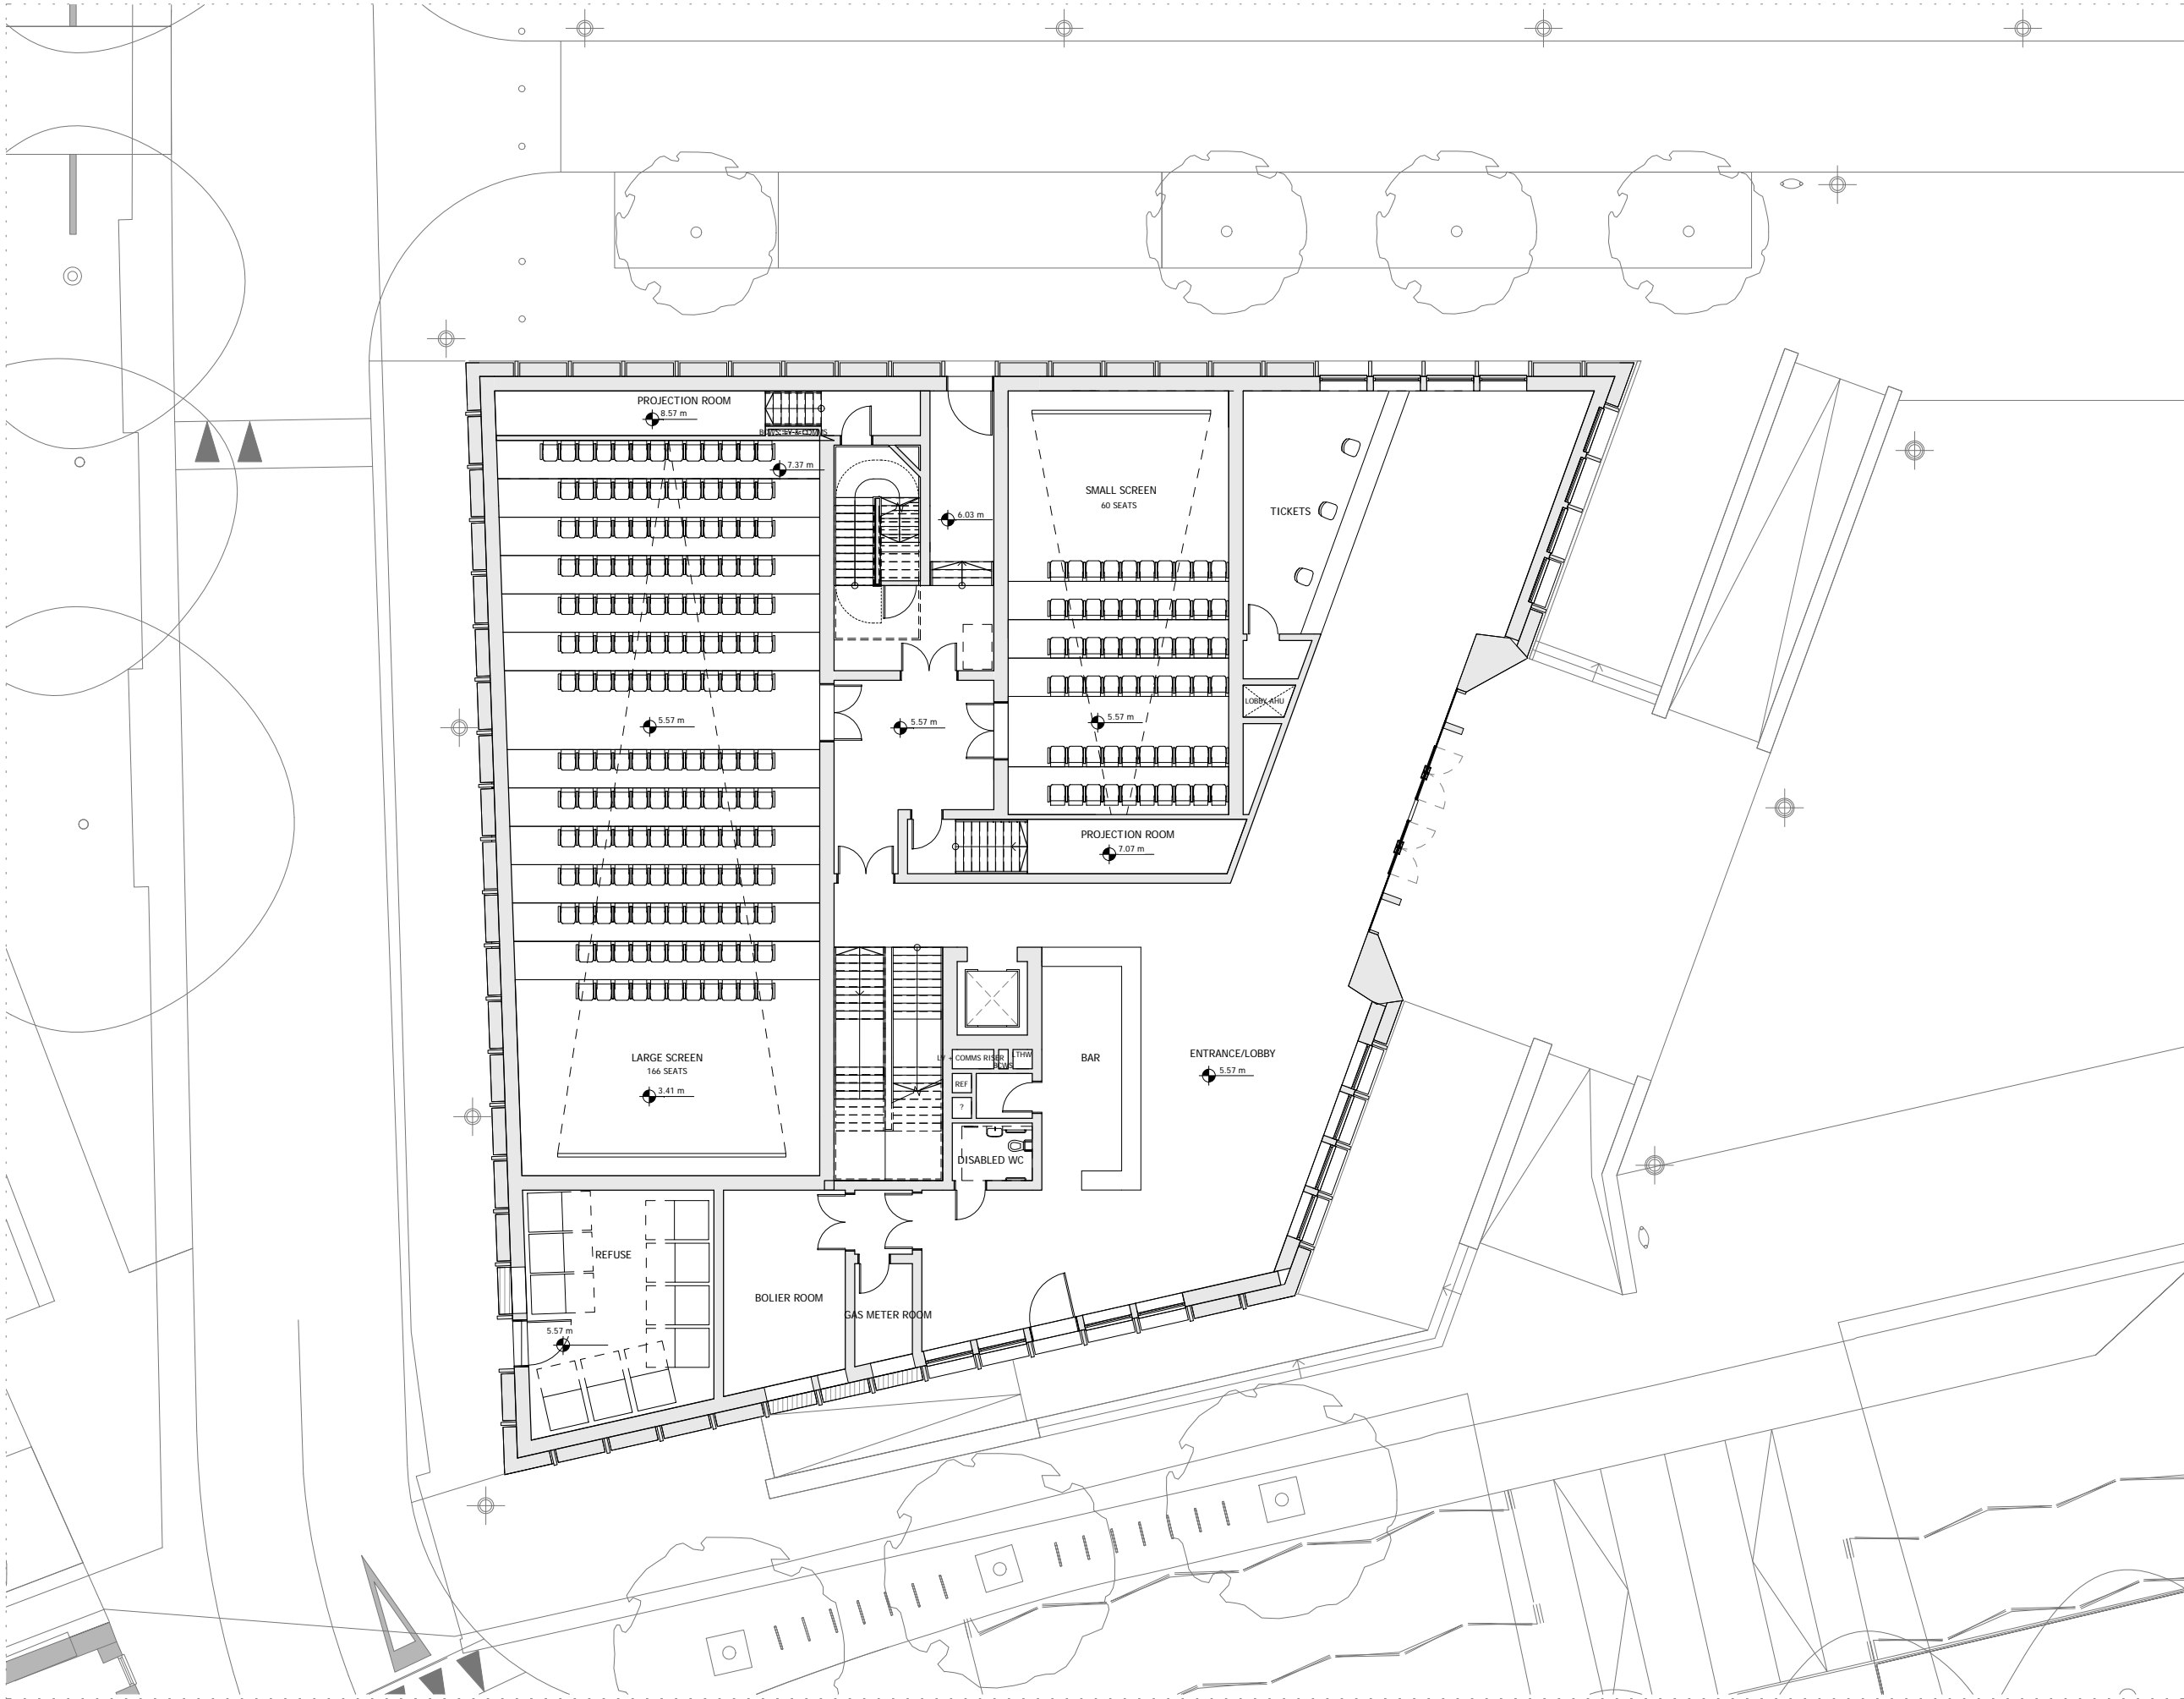 PROJECTION ROOM
8.57 m
7.37 m
6.03 m
SMALL SCREEN
60 SEATS
TICKETS
LOBBY AHU
5.57 m
5.57 m
5.57 m
PROJECTION ROOM
7.07 m
LARGE SCREEN
166 SEATS
3.41 m
LV + COMMS RISER
LTHW
BCWS
REF
?
BAR
ENTRANCE/LOBBY
5.57 m
DISABLED WC
REFUSE
5.57 m
BOLIER ROOM
GAS METER ROOM